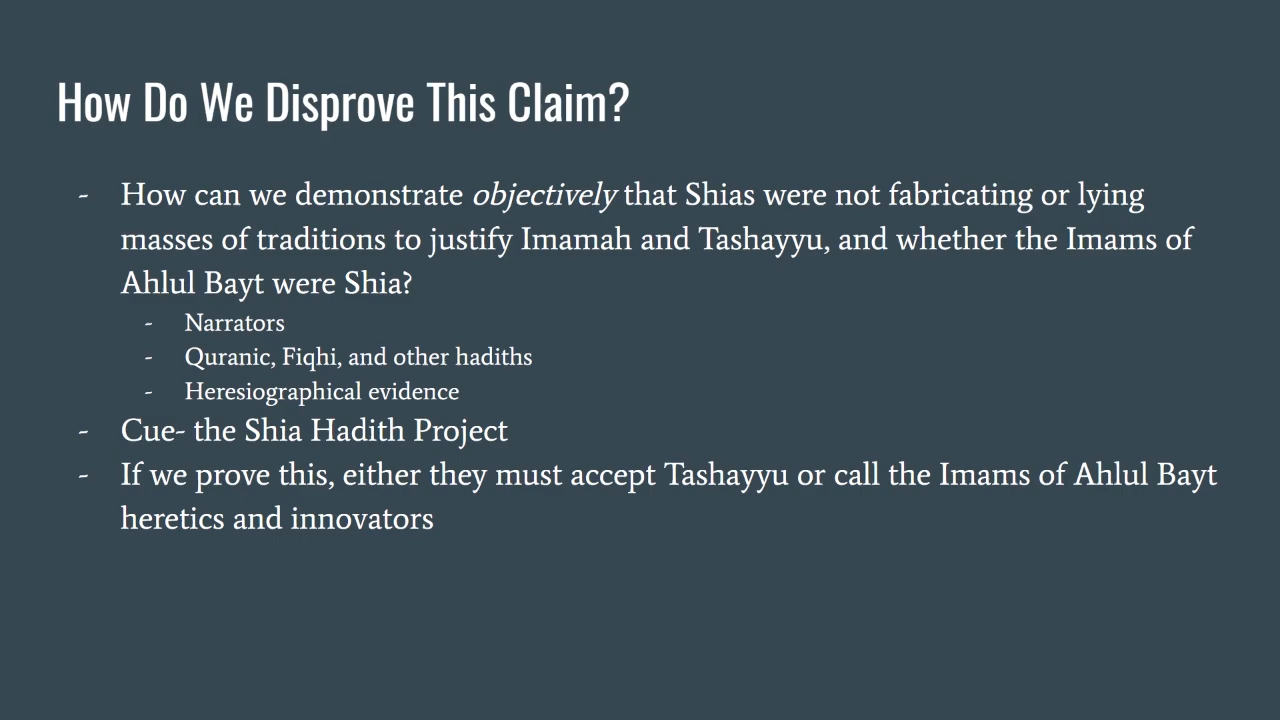 How Do We Disprove This Claim?
- How can we demonstrate objectively that Shias were not fabricating or lying
masses of traditions to justify Imamah and Tashayyu, and whether the Imams of
Ahlul Bayt were Shia?
- Narrators
- Quranic, Fiqhi, and other hadiths
- Heresiographical evidence
- Cue- the Shia Hadith Project
- If we prove this, either they must accept Tashayyu or call the Imams of Ahlul Bayt
heretics and innovators